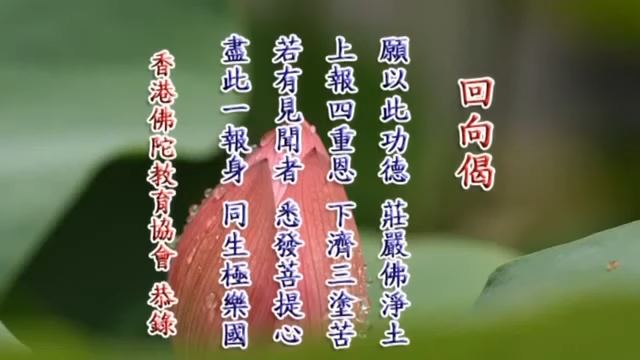 回向偈
願以此功德 莊嚴佛淨土
上報四重恩 下濟三塗苦
若有見聞者 悉發菩提心
盡此一報身 同生極樂國
香港佛陀教育協會 恭錄